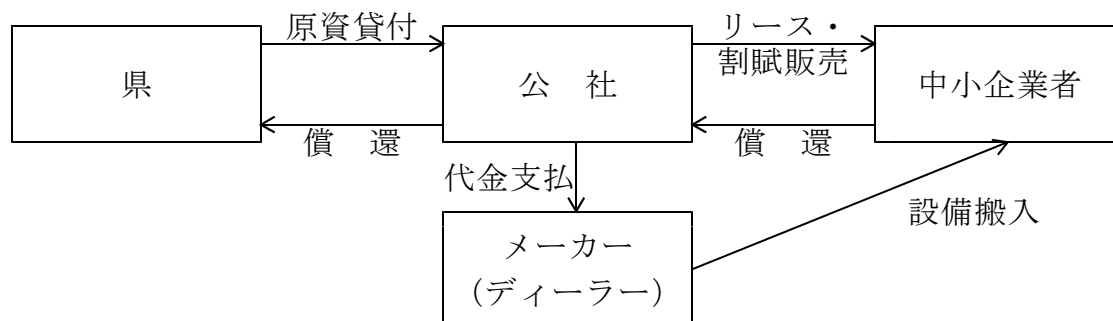 原資貸付
リース・
割賦販売
県
公　社
中小企業者
償　還
償　還
代金支払
設備搬入
メーカー
（ディーラー）